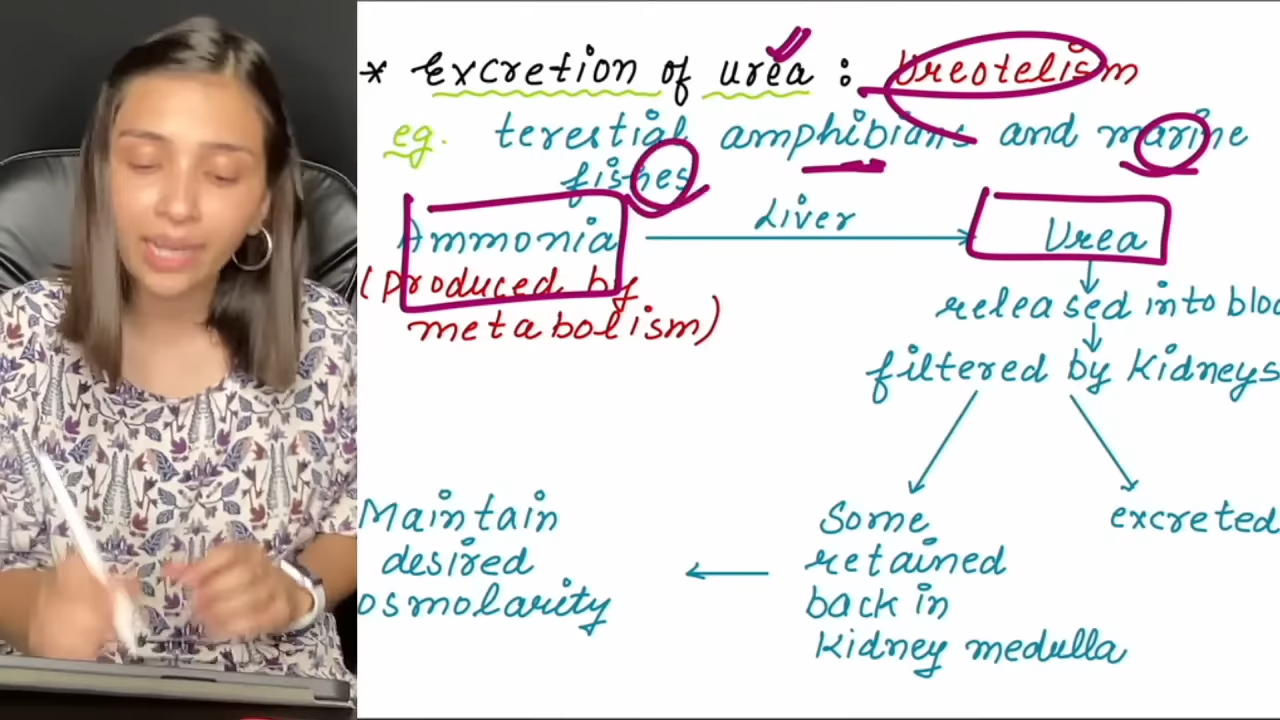 * Excretion of urea : Ureotelism
eg. terestial amphibians and marine
fishes
Ammonia
Liver
Urea
(Produced by
metabolism)
released into bloo
filtered by Kidneys
Some
retained
back in
Kidney medulla
excreted
Maintain
desired
osmolarity